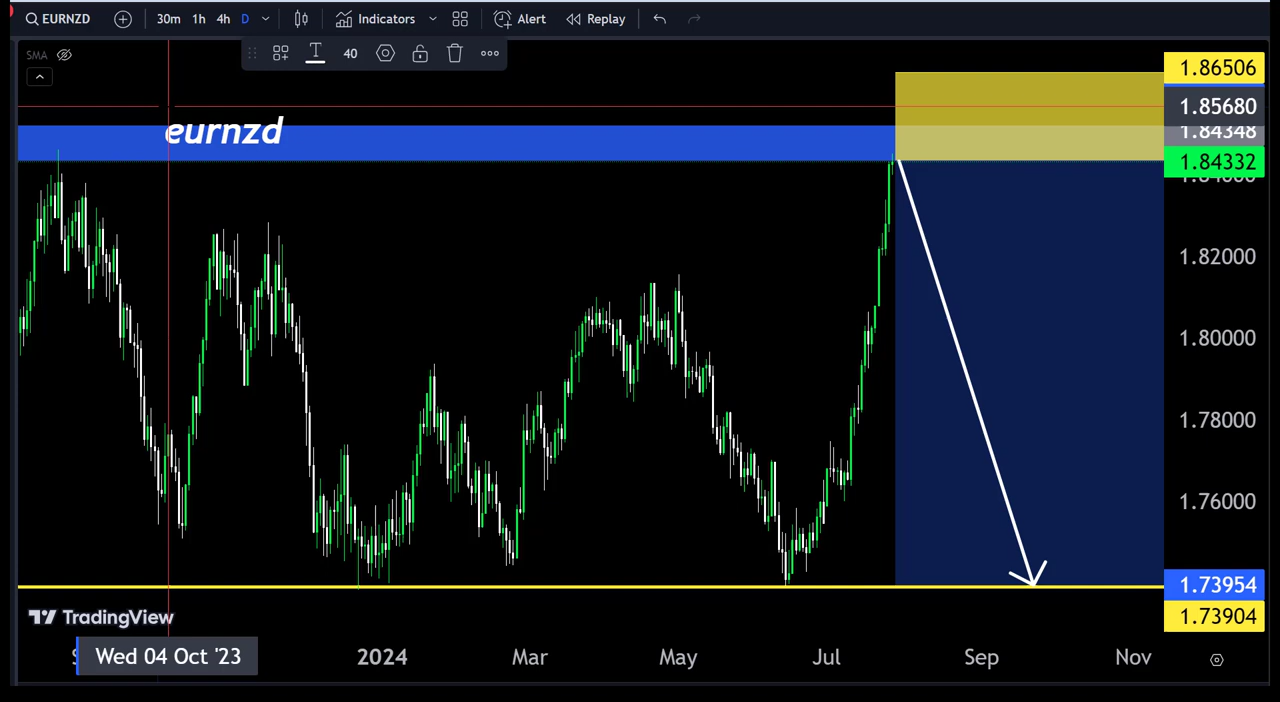 EURNZD 30m 1h 4h D Indicators Alert Replay
T 40
SMA
eurnzd
1.86506
1.85680
1.84348
1.84332
1.84000
1.82000
1.80000
1.78000
1.76000
1.73954
1.73904
TradingView
Wed 04 Oct '23 2024 Mar May Jul Sep Nov